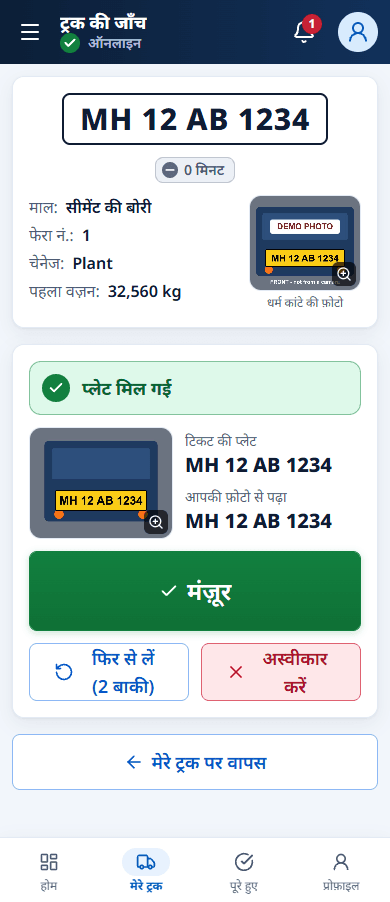 ट्रक की जाँच
ऑनलाइन
1
MH 12 AB 1234
0 मिनट
माल: सीमेंट की बोरी
फेरा नं.: 1
चेनेज: Plant
पहला वज़न: 32,560 kg
DEMO PHOTO
MH 12 AB 1234
धर्म कांटे की फ़ोटो
प्लेट मिल गई
MH 12 AB 1234
टिकट की प्लेट
MH 12 AB 1234
आपकी फ़ोटो से पढ़ा
MH 12 AB 1234
मंज़ूर
फिर से लें
(2 बाकी)
अस्वीकार
करें
मेरे ट्रक पर वापस
होम
मेरे ट्रक
पूरे हुए
प्रोफ़ाइल